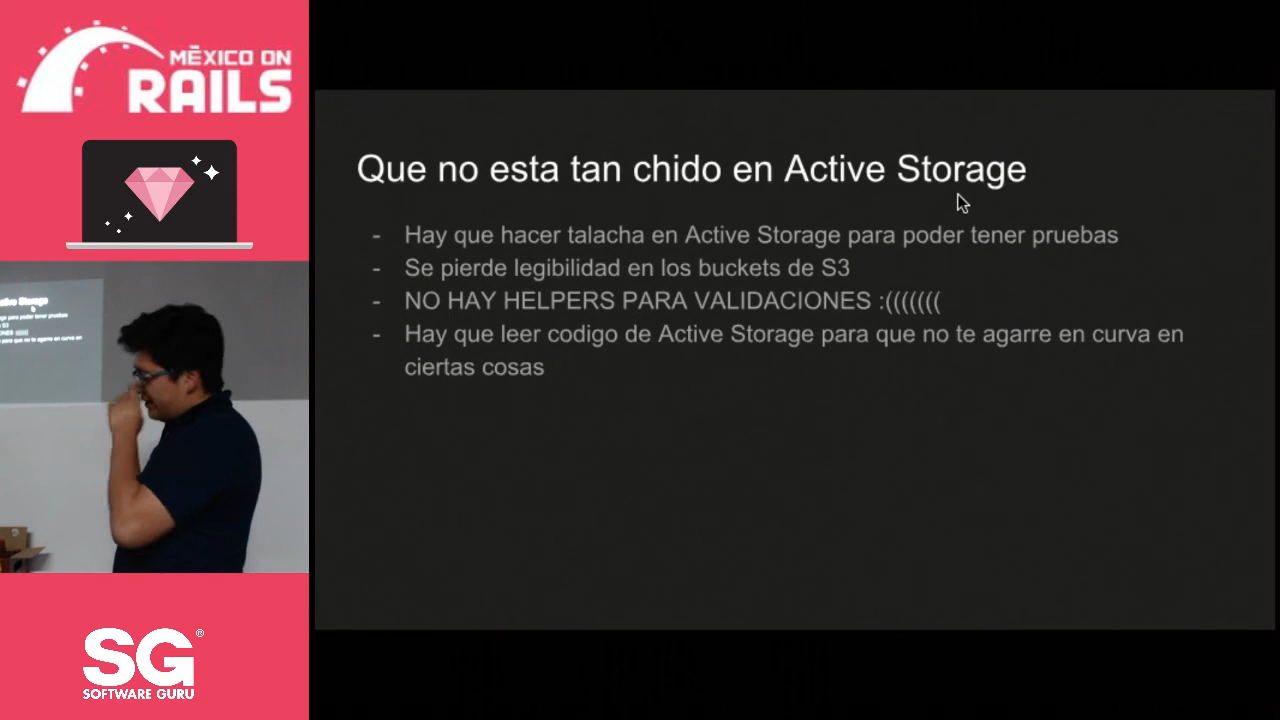 MÉXICO ON
RAILS
Que no esta tan chido en Active Storage
- Hay que hacer talacha en Active Storage para poder tener pruebas
- Se pierde legibilidad en los buckets de S3
- NO HAY HELPERS PARA VALIDACIONES :(((((((
- Hay que leer codigo de Active Storage para que no te agarre en curva en
ciertas cosas
SG®
SOFTWARE GURU